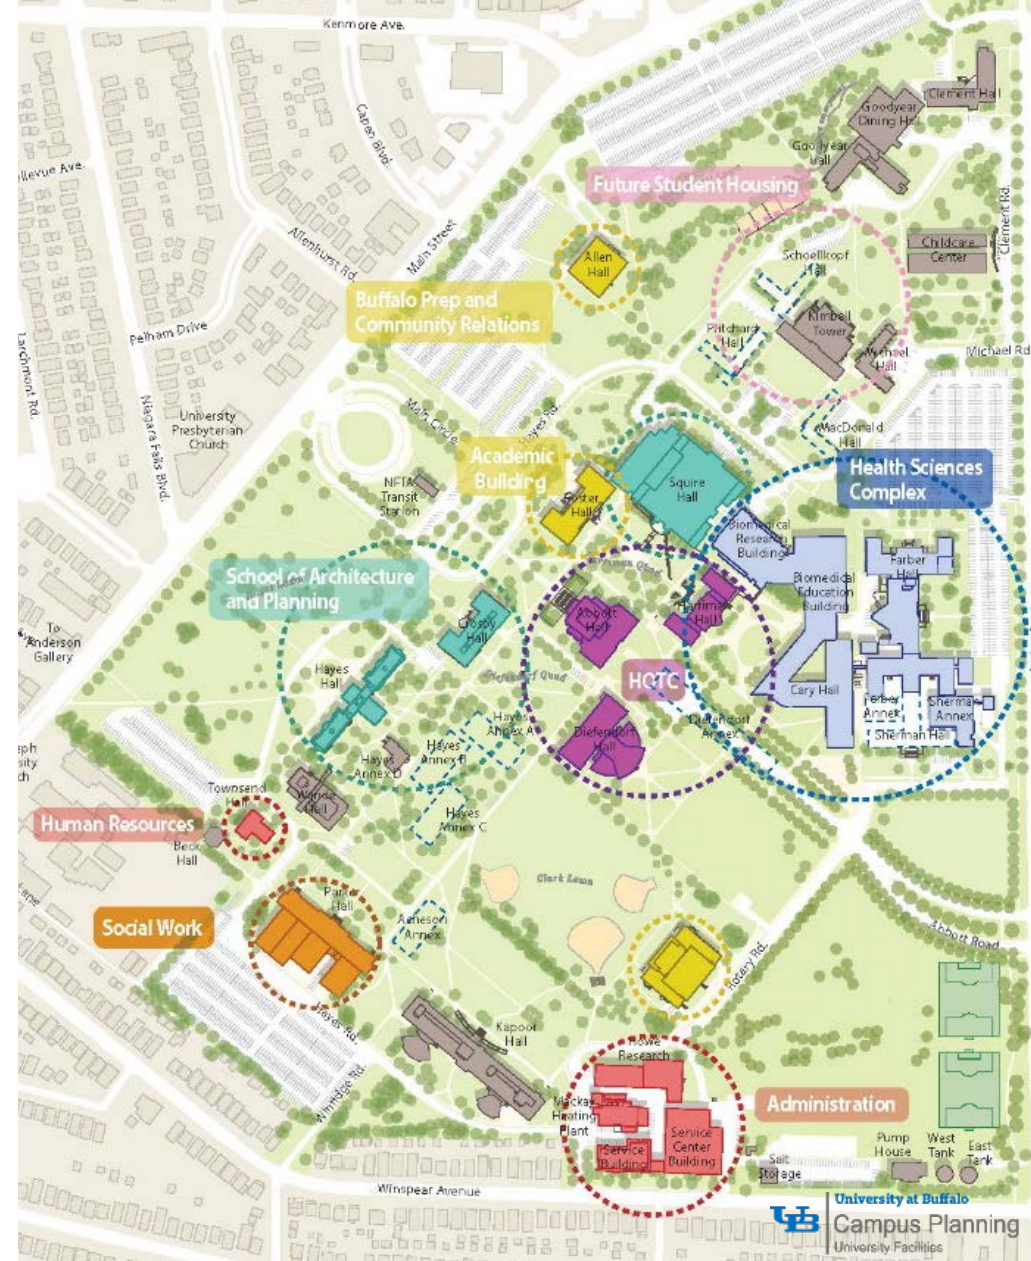 Kenmore Ave.
Clement Hall
Goodyear
Dining Hall
Capen Blvd.
Hall
Future Student Housing
Clement Rd.
Allenhurst Rd.
Main Street
Allen
Hall
Schoellkopf
Hall
Childcare
Center
Buffalo Prep and
Community Relations
Pelham Drive
Kimball
Tower
Pritchard
Hall
Michael
Hall
Michael Rd
Larchmont Rd.
Niagara Falls Blvd.
University
Presbyterian
Church
Main Circle
Hayes Rd.
MacDonald
Hall
Academic
Building
Health Sciences
Complex
NFTA
Transit
Station
Foster
Hall
Squire
Hall
Biomedical
Research
Building
Farber
Hall
Biomedical
Education
Building
School of Architecture
and Planning
Abbott
Hall
Harriman
Hall
To
Anderson
Gallery
Crosby
Hall
Hayes
Hall
Diefendorf Quad
HOTC
Cary Hall
Farber
Annex
Sherman
Annex
Sherman Hall
Hayes
Annex A
Diefendorf
Annex
Diefendorf
Hall
Hayes
Annex B
Hayes
Annex D
Townsend
Hall
Wende
Hall
Hayes
Annex C
Human Resources
Beck
Hall
Clark Lawn
Parker
Hall
Acheson
Annex
Social Work
Abbott Road
Rotary Rd.
Hayes Rd.
Kapoor
Hall
Howe
Research
Winridge Rd.
Mackay
Heating
Plant
Administration
Service
Center
Building
Service
Building
Pump
House
West
Tank
East
Tank
Salt
Storage
Winspear Avenue
University at Buffalo
UB
Campus Planning
University Facilities